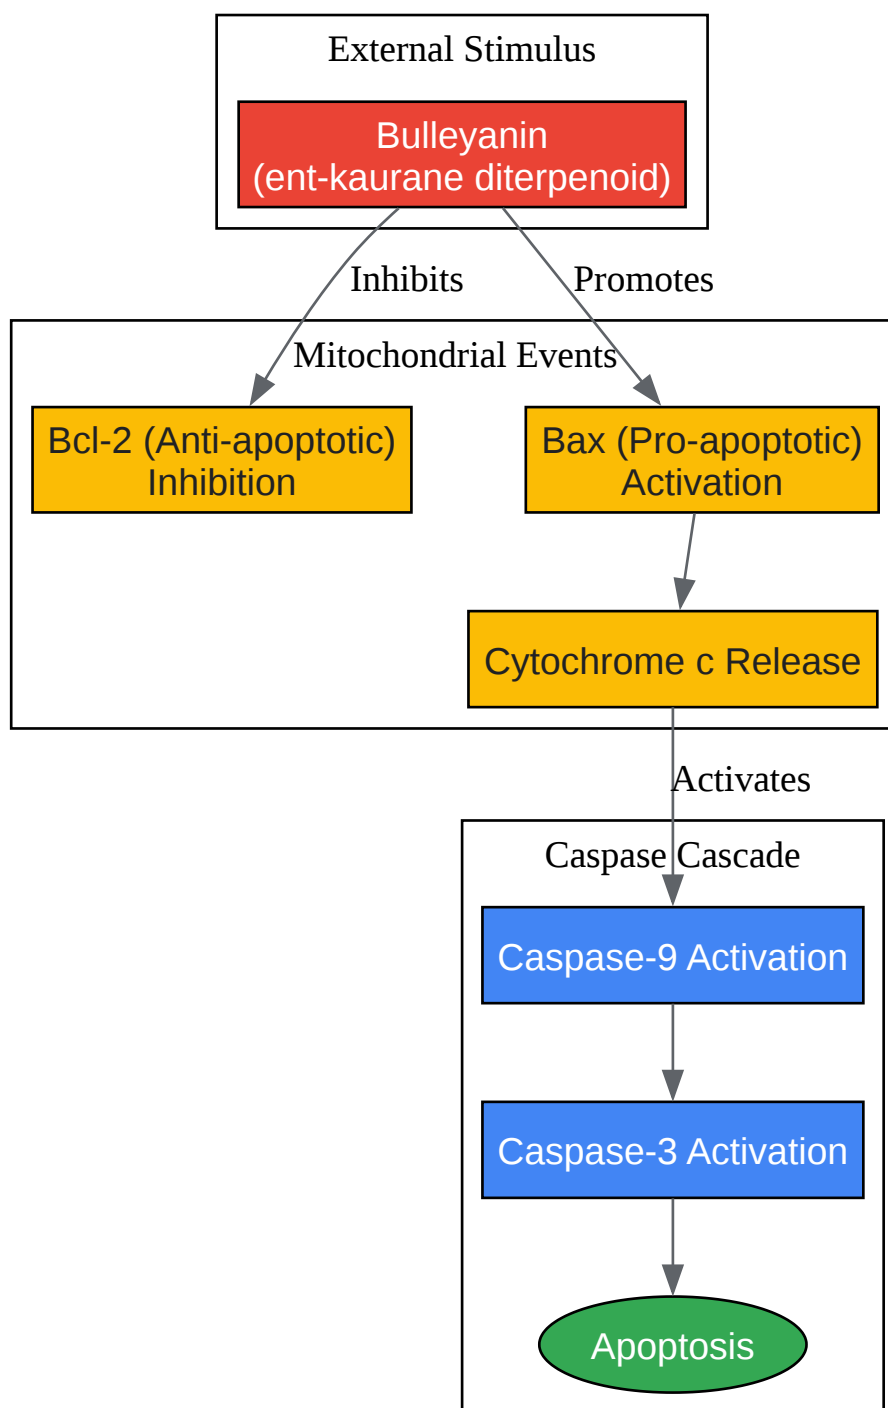 External Stimulus
Bulleyanin
(ent-kaurane diterpenoid)
Inhibits
Promotes
Mitochondrial Events
Bcl-2 (Anti-apoptotic)
Inhibition
Bax (Pro-apoptotic)
Activation
Cytochrome c Release
Activates
Caspase Cascade
Caspase-9 Activation
Caspase-3 Activation
Apoptosis